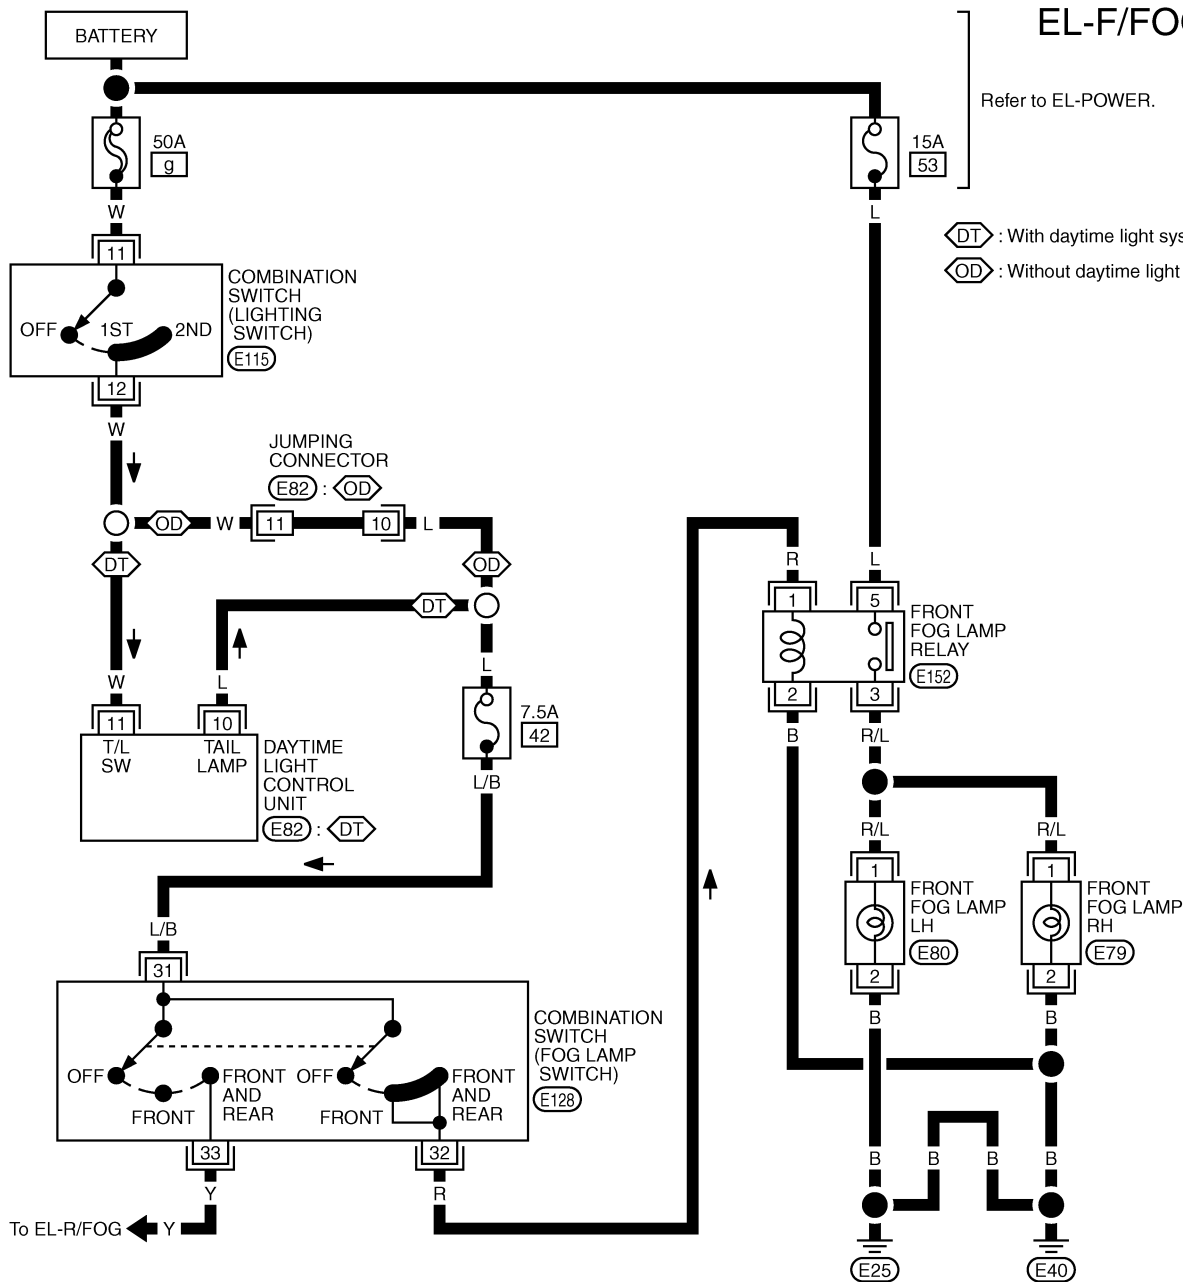 EL-F/FO
BATTERY
Refer to EL-POWER.
50A
g
15A
53
W
L
DT : With daytime light sys
OD : Without daytime light
11
COMBINATION
SWITCH
(LIGHTING
SWITCH)
E115
OFF 1ST 2ND
12
W
JUMPING
CONNECTOR
E82 : OD
OD W 11 10 L
DT
OD
DT
R
L
1
5
FRONT
FOG LAMP
RELAY
E152
2
3
W
L
L
11
10
T/L
SW
TAIL
LAMP
DAYTIME
LIGHT
CONTROL
UNIT
E82 : DT
7.5A
42
L/B
B
R/L
R/L
R/L
1
1
FRONT
FOG LAMP
LH
E80
FRONT
FOG LAMP
RH
E79
2
2
B
B
L/B
31
COMBINATION
SWITCH
(FOG LAMP
SWITCH)
E128
OFF
FRONT
FRONT
AND
REAR
OFF
FRONT
FRONT
AND
REAR
33
32
Y
R
To EL-R/FOG Y
B
B
B
B
E25
E40